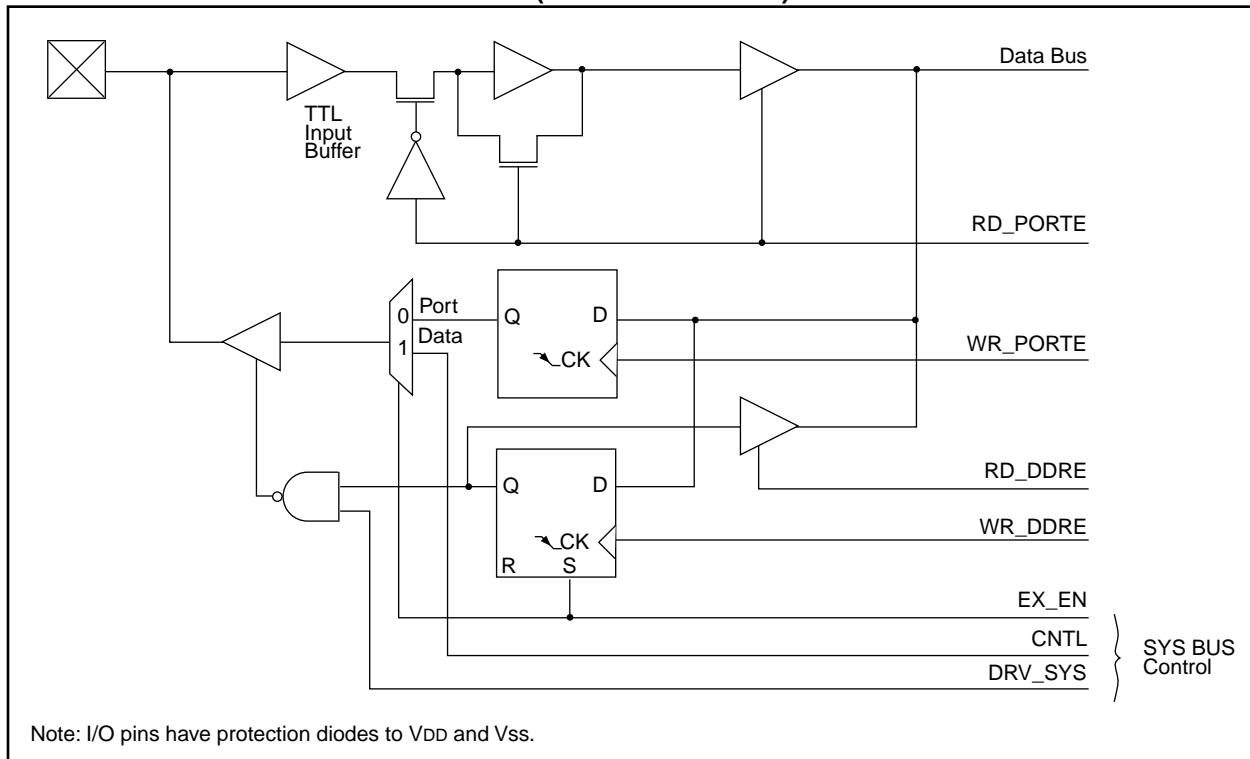 Data Bus
TTL
Input
Buffer
RD_PORTE
0
Port
Q
D
1
Data
CK
WR_PORTE
RD_DDRE
Q
D
CK
WR_DDRE
R
S
EX_EN
CNTL
DRV_SYS
SYS BUS
Control
Note: I/O pins have protection diodes to VDD and Vss.